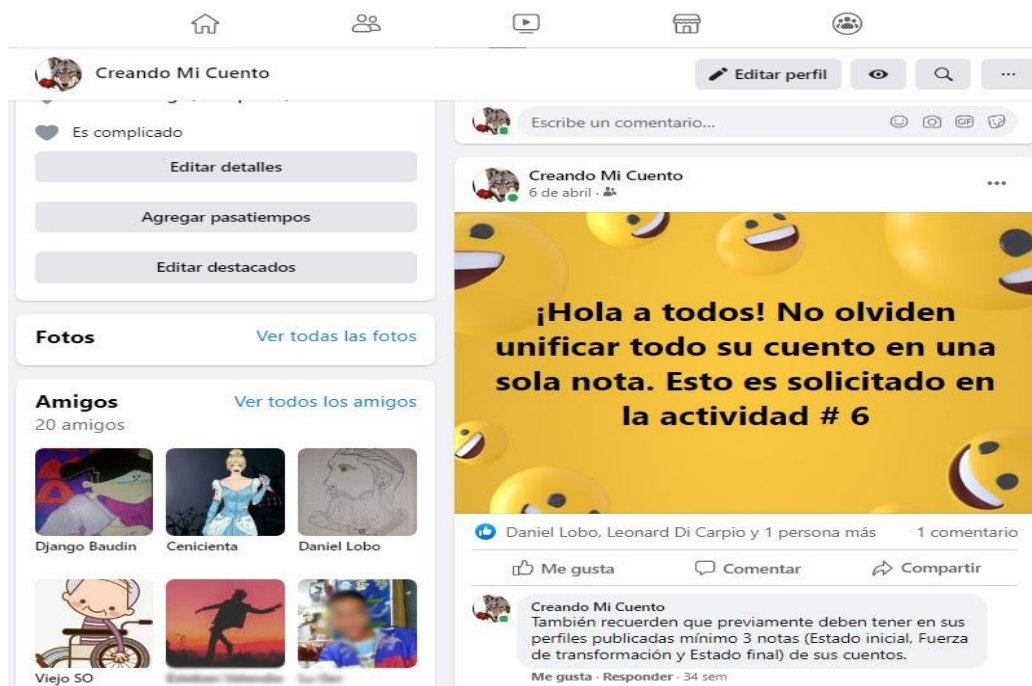 Creando Mi Cuento
Editar perfil
Es complicado
Editar detalles
Agregar pasatiempos
Editar destacados
Fotos
Ver todas las fotos
Amigos
Ver todos los amigos
20 amigos
Django Baudin
Cenicienta
Daniel Lobo
Viejo SO
Escribe un comentario...
GIF
Creando Mi Cuento
6 de abril ·
¡Hola a todos! No olviden
unificar todo su cuento en una
sola nota. Esto es solicitado en
la actividad # 6
Daniel Lobo, Leonard Di Carpio y 1 persona más
1 comentario
Me gusta
Comentar
Compartir
Creando Mi Cuento
También recuerden que previamente deben tener en sus
perfiles publicadas mínimo 3 notas (Estado inicial, Fuerza
de transformación y Estado final) de sus cuentos.
Me gusta · Responder · 34 sem